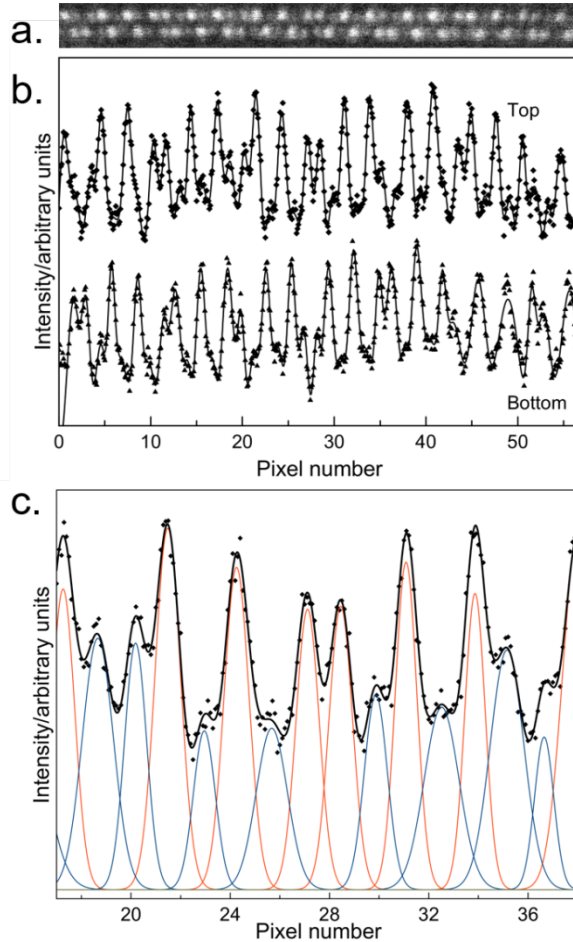 a.
b.
Top
Intensity/arbitrary units
Bottom
0 10 20 30 40 50
Pixel number
c.
Intensity/arbitrary units
20 24 28 32 36
Pixel number